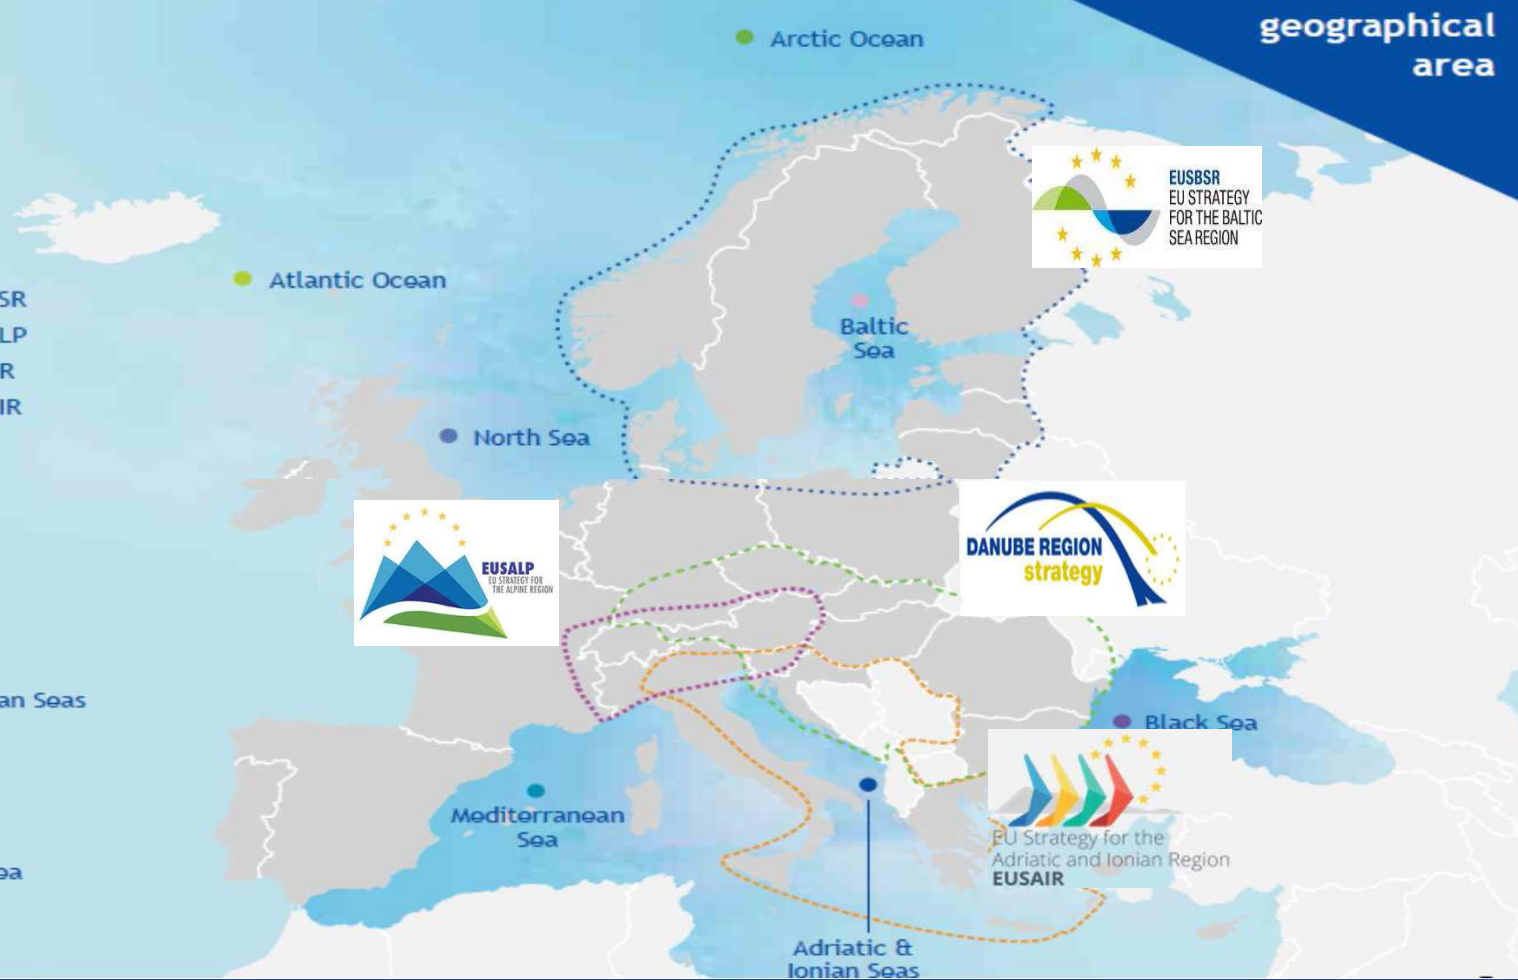 geographical
area
Arctic Ocean
EUSBSR
EU STRATEGY
FOR THE BALTIC
SEA REGION
Atlantic Ocean
SR
LP
R
IR
Baltic
Sea
North Sea
DANUBE REGION
strategy
EUSALP
EU STRATEGY FOR
THE ALPINE REGION
an Seas
Black Sea
Mediterranean
Sea
EU Strategy for the
Adriatic and Ionian Region
EUSAIR
ea
Adriatic &
Ionian Seas